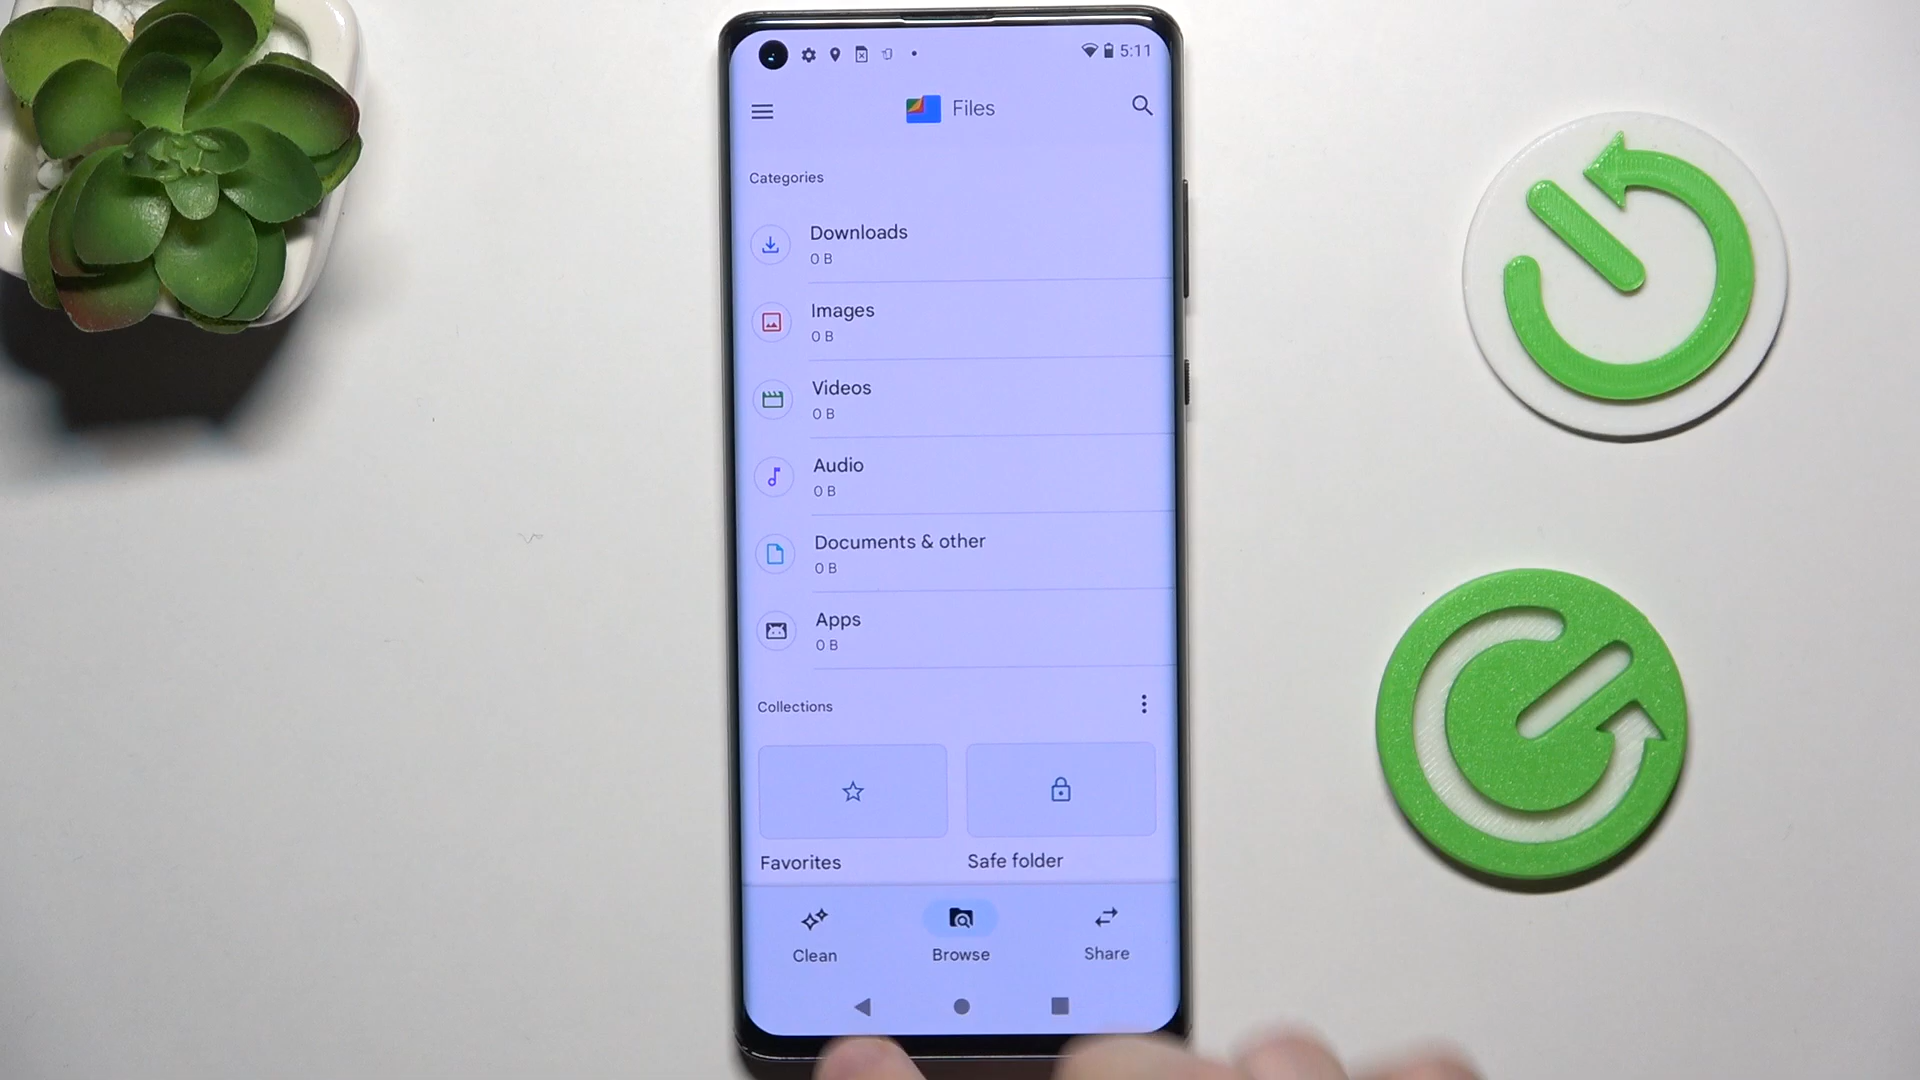 5:11
Files
Categories
Downloads
0 B
Images
0 B
Videos
0 B
Audio
0 B
Documents & other
0 B
Apps
0 B
Collections
Favorites
Safe folder
Clean
Browse
Share